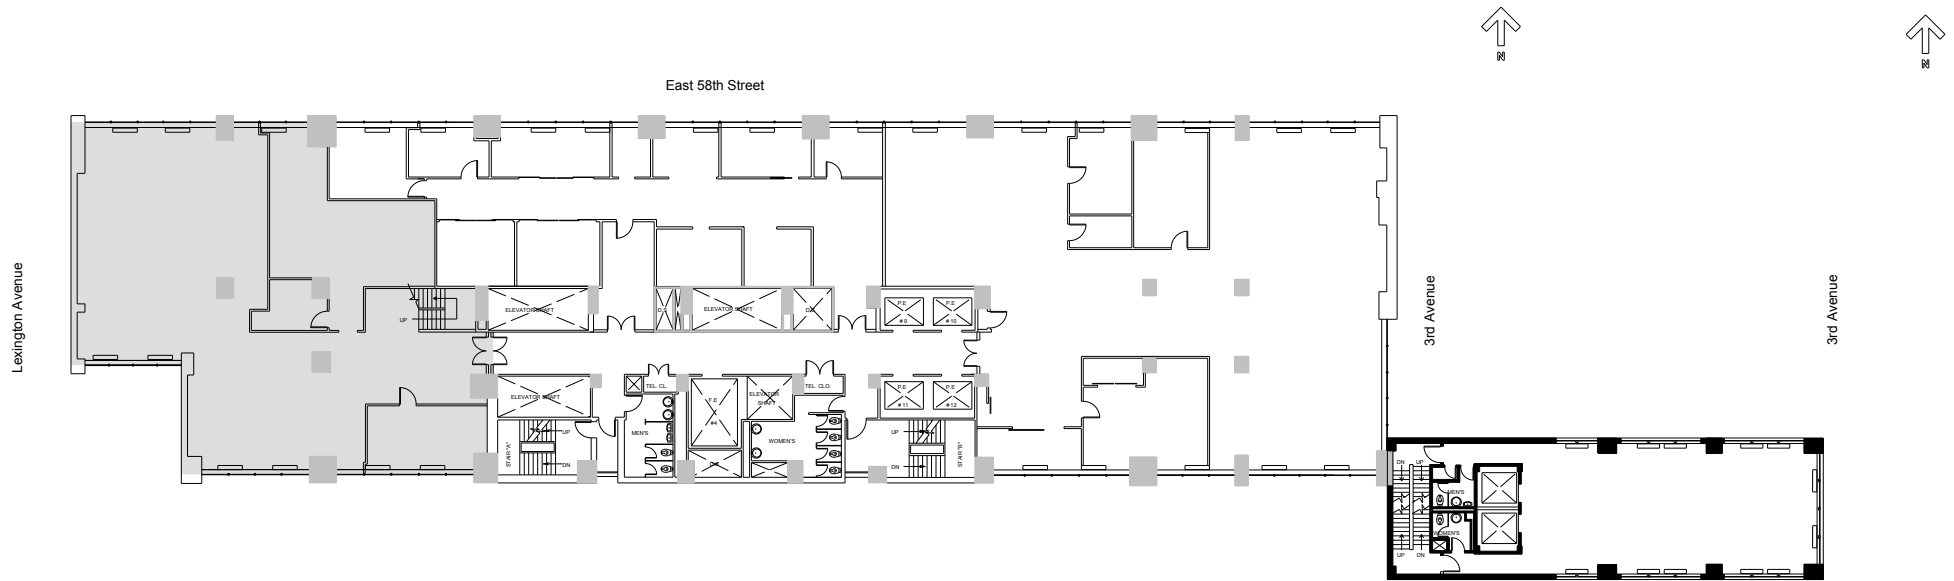 N
N
East 58th Street
Lexington Avenue
3rd Avenue
3rd Avenue
UP
ELEVATOR SHAFT
D.S
ELEVATOR SHAFT
P.E
#9
P.E
#10
ELEVATOR SHAFT
TEL. CL.
F.E
#4
ELEVATOR
SHAFT
TEL. CLO.
P.E
#11
P.E
#12
STAIR "A"
UP
DN
MEN'S
WOMEN'S
UP
DN
STAIR "B"
DN
UP
MEN'S
WOMEN'S
UP
DN